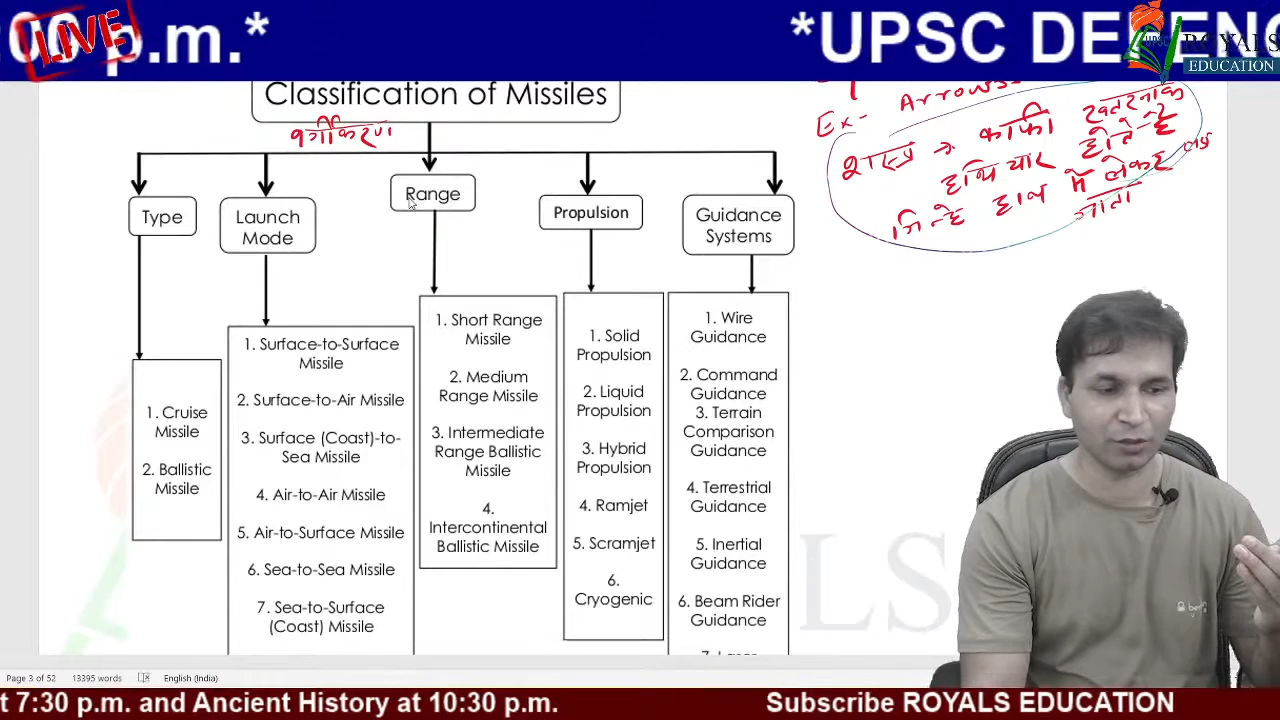 :00 p.m.*
LIVE
*UPSC DEFENC
UPSC
ROYALS
EDUCATION
Classification of Missiles
वर्गीकरण
Ex- Arrows
शस्त्र → काफी खतरनाक
हथियार होते है
जिन्हे हाथ में लेकर लड़
जाता
Type
Launch
Mode
Range
Propulsion
Guidance
Systems
1. Cruise
Missile
2. Ballistic
Missile
1. Surface-to-Surface
Missile
2. Surface-to-Air Missile
3. Surface (Coast)-to-
Sea Missile
4. Air-to-Air Missile
5. Air-to-Surface Missile
6. Sea-to-Sea Missile
7. Sea-to-Surface
(Coast) Missile
1. Short Range
Missile
2. Medium
Range Missile
3. Intermediate
Range Ballistic
Missile
4.
Intercontinental
Ballistic Missile
1. Solid
Propulsion
2. Liquid
Propulsion
3. Hybrid
Propulsion
4. Ramjet
5. Scramjet
6.
Cryogenic
1. Wire
Guidance
2. Command
Guidance
3. Terrain
Comparison
Guidance
4. Terrestrial
Guidance
5. Inertial
Guidance
6. Beam Rider
Guidance
LS
Page 3 of 52 13395 words English (India)
t 7:30 p.m. and Ancient History at 10:30 p.m. Subscribe ROYALS EDUCATION